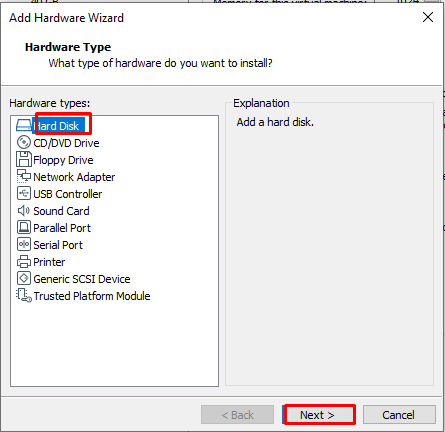 Add Hardware Wizard
Hardware Type
What type of hardware do you want to install?
Hardware types:
Hard Disk
CD/DVD Drive
Floppy Drive
Network Adapter
USB Controller
Sound Card
Parallel Port
Serial Port
Printer
Generic SCSI Device
Trusted Platform Module
Explanation
Add a hard disk.
< Back
Next >
Cancel